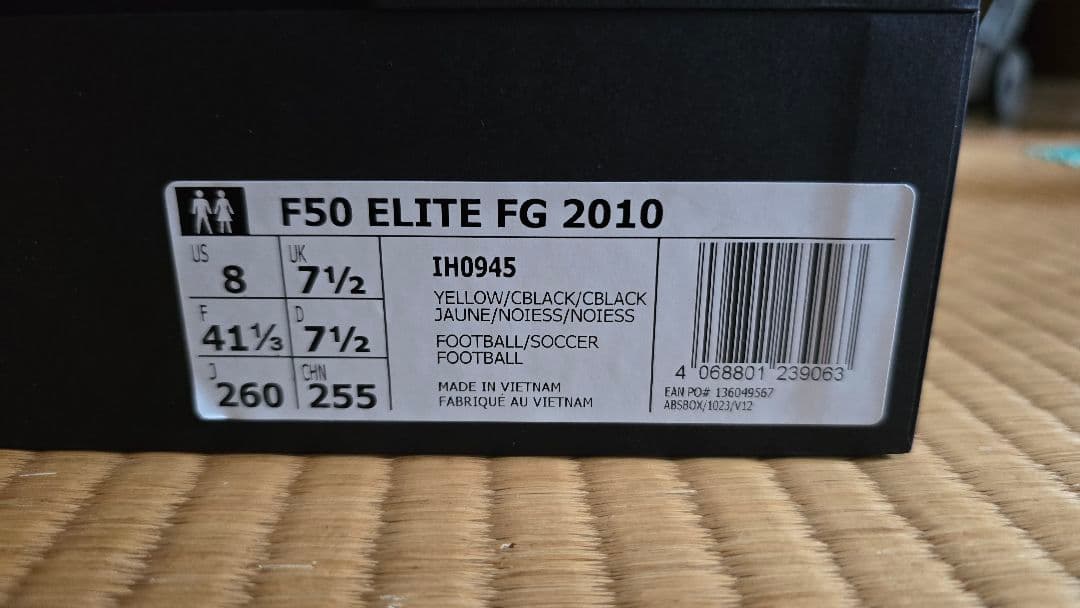 F50 ELITE FG 2010
US 8
UK 7½
F 41⅓
D 7½
J 260
CHN 255
IH0945
YELLOW/CBLACK/CBLACK
JAUNE/NOIESS/NOIESS
FOOTBALL/SOCCER
FOOTBALL
MADE IN VIETNAM
FABRIQUÉ AU VIETNAM
4 068801 239063
EAN PO# 136049567
ABSBOX/1023/V12